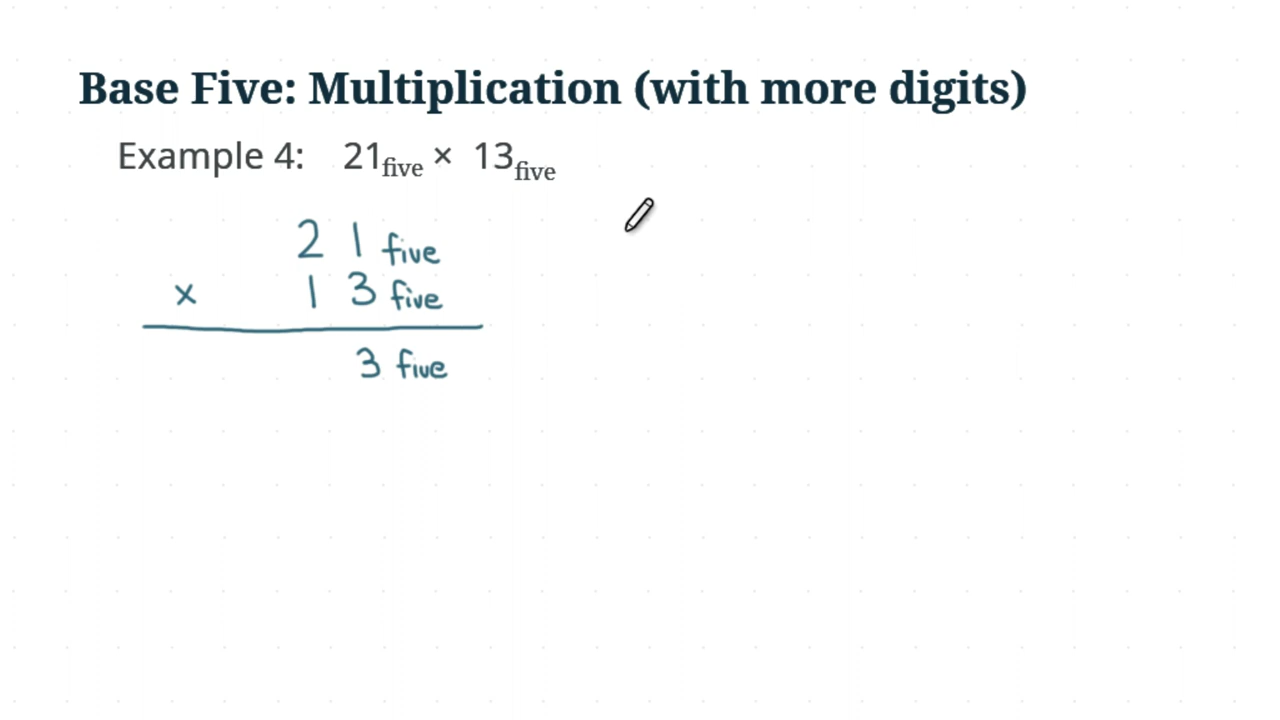 Base Five: Multiplication (with more digits)
Example 4: 21five × 13five
2 1 five
x 1 3 five
3 five